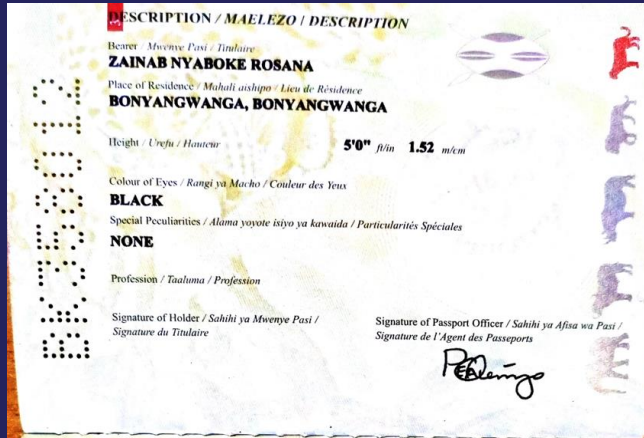 3
DESCRIPTION / MAELEZO / DESCRIPTION
Bearer / Mwenye Pasi / Titulaire
ZAINAB NYABOKE ROSANA
Place of Residence / Mahali aishipo / Lieu de Résidence
BONYANGWANGA, BONYANGWANGA
Height / Urefu / Hauteur 5'0" ft/in 1.52 m/cm
Colour of Eyes / Rangi ya Macho / Couleur des Yeux
BLACK
Special Peculiarities / Alama yoyote isiyo ya kawaida / Particularités Spéciales
NONE
Profession / Taaluma / Profession
Signature of Holder / Sahihi ya Mwenye Pasi /
Signature du Titulaire
Signature of Passport Officer / Sahihi ya Afisa wa Pasi /
Signature de l'Agent des Passeports
BK358012